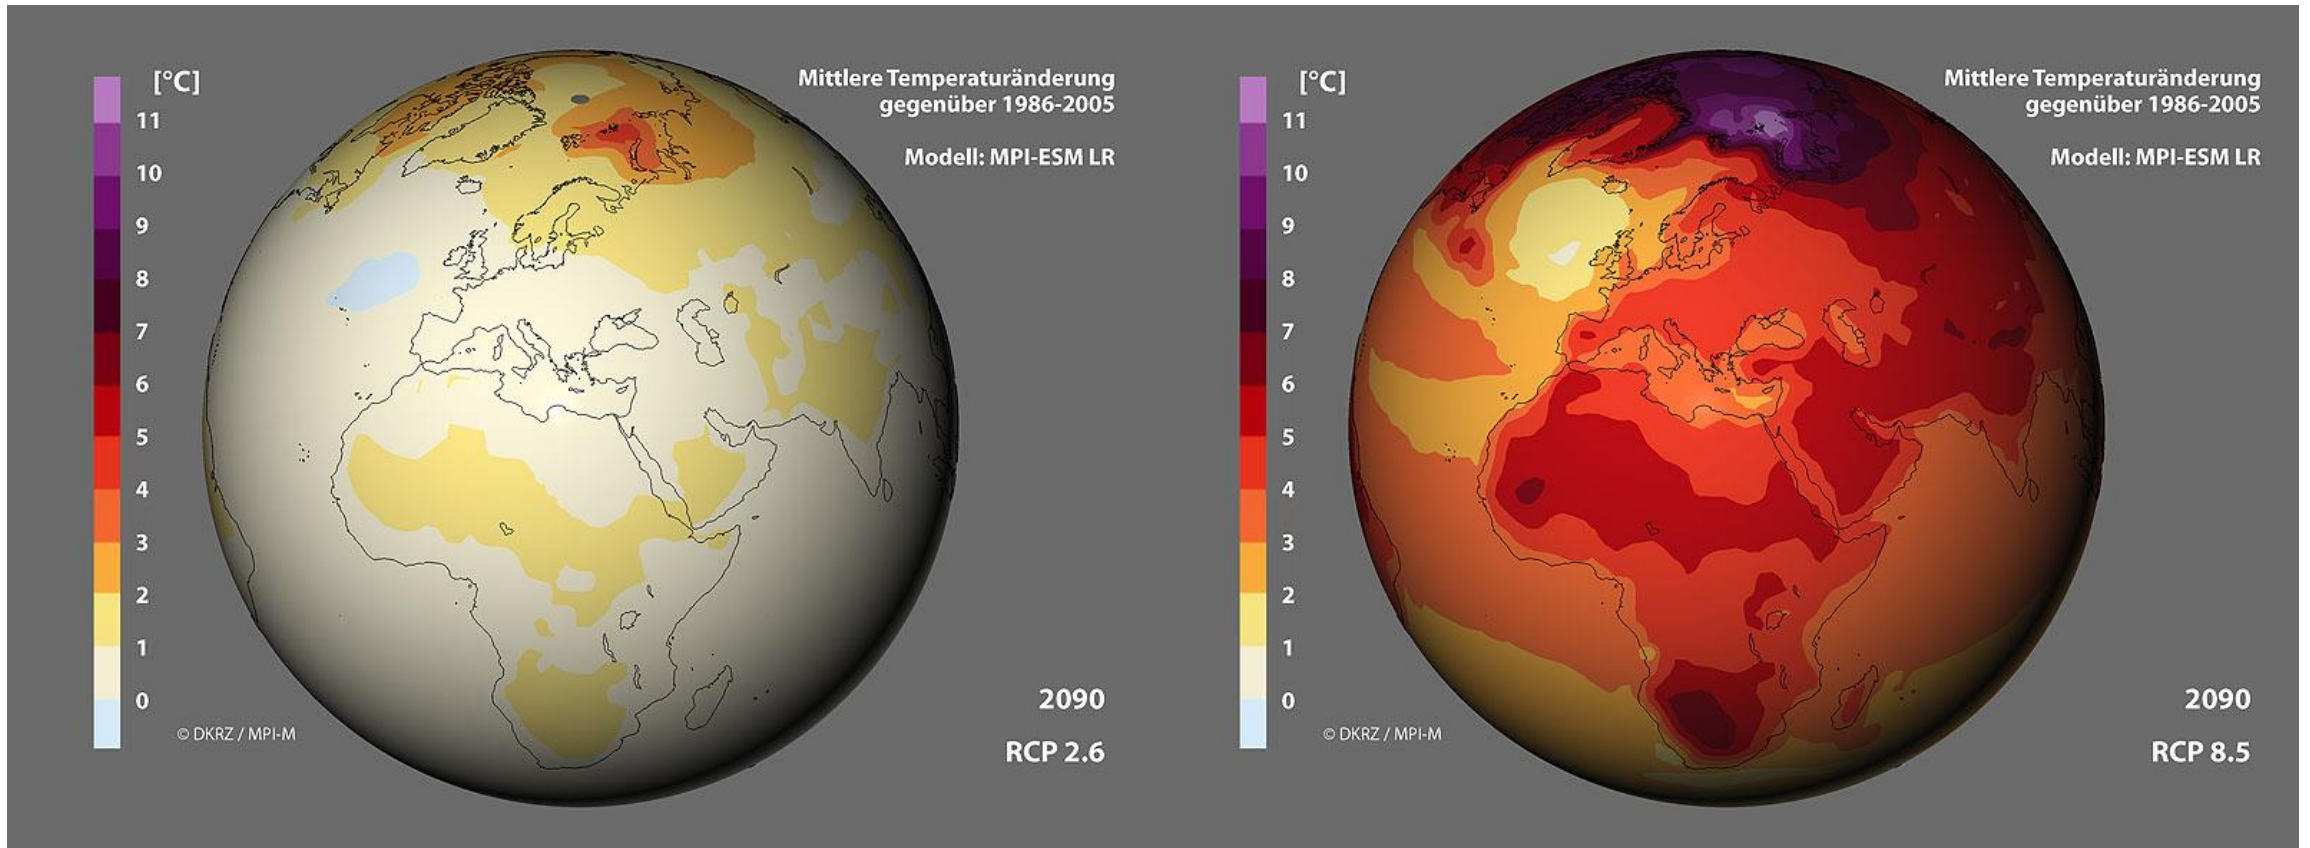 [°C]
11
10
9
8
7
6
5
4
3
2
1
0
Mittlere Temperaturänderung
gegenüber 1986-2005
Modell: MPI-ESM LR
2090
RCP 2.6
© DKRZ / MPI-M
[°C]
11
10
9
8
7
6
5
4
3
2
1
0
Mittlere Temperaturänderung
gegenüber 1986-2005
Modell: MPI-ESM LR
2090
RCP 8.5
© DKRZ / MPI-M